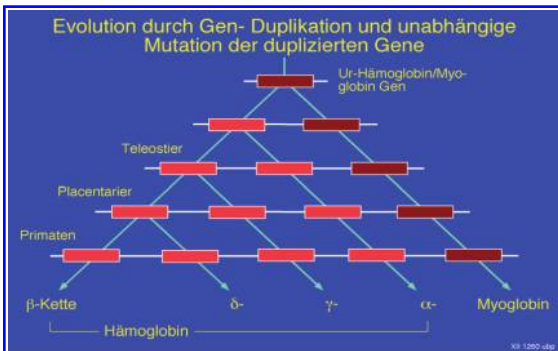 Evolution durch Gen- Duplikation und unabhängige
Mutation der duplizierten Gene
Ur-Hämoglobin/Myo-
globin Gen
Teleostier
Placentarier
Primaten
β-Kette
δ-
γ-
α-
Myoglobin
Hämoglobin